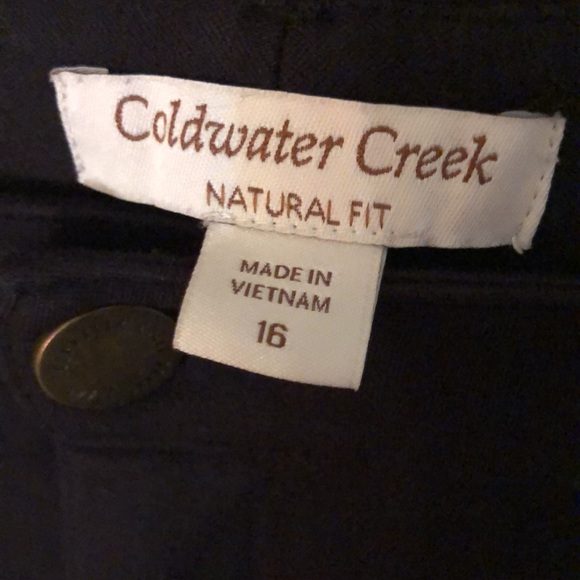 Coldwater Creek
NATURAL FIT
MADE IN
VIETNAM
16